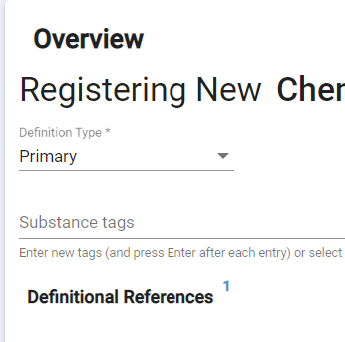 Overview
Registering New
Definition Type *
Primary
Substance tags
Enter new tags (and press Enter after each entry) or select
Definitional References 1